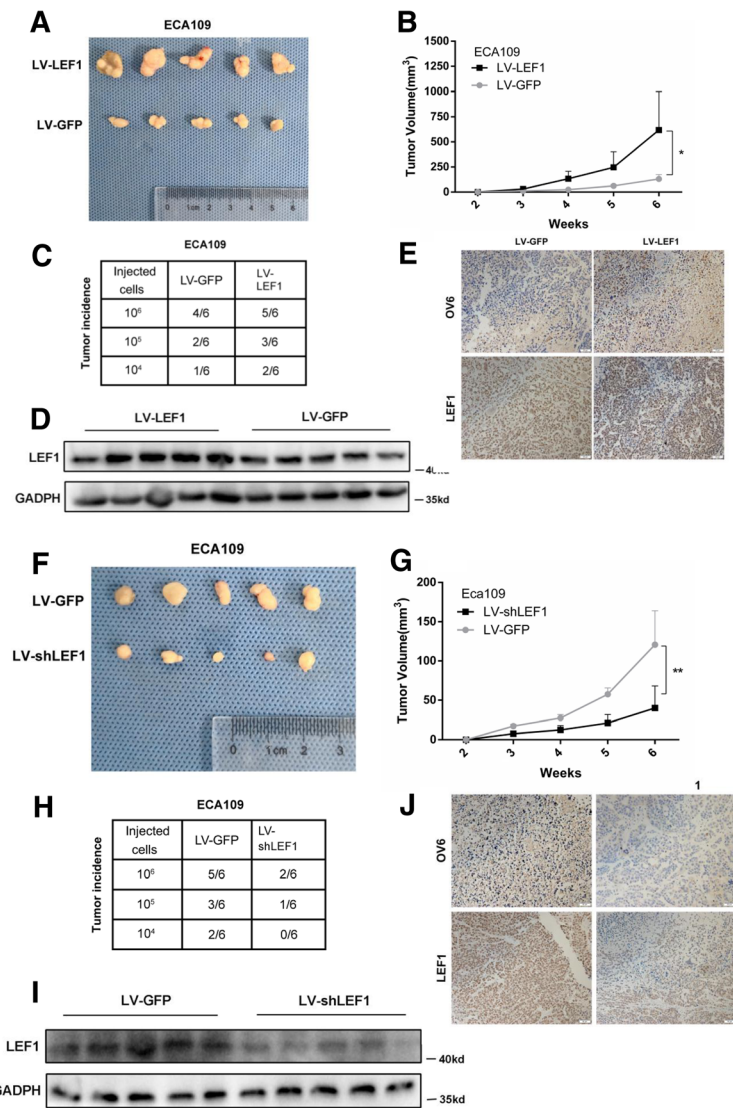 A
ECA109
LV-LEF1
LV-GFP
0 1cm 2 3 4 5 6
B
ECA109
LV-LEF1
LV-GFP
Tumor Volume(mm3)
1500
1250
1000
750
500
250
0
2 3 4 5 6
Weeks
*
C
ECA109
Tumor incidence
Injected cells LV-GFP LV-LEF1
10⁶ 4/6 5/6
10⁵ 2/6 3/6
10⁴ 1/6 2/6
E
LV-GFP LV-LEF1
OV6
LEF1
D
LV-LEF1 LV-GFP
LEF1
GADPH
35kd
F
ECA109
LV-GFP
LV-shLEF1
0 1cm 2 3
G
Eca109
LV-shLEF1
LV-GFP
Tumor Volume(mm3)
200
150
100
50
0
2 3 4 5 6
Weeks
**
1
H
ECA109
Tumor incidence
Injected cells LV-GFP LV-shLEF1
10⁶ 5/6 2/6
10⁵ 3/6 1/6
10⁴ 2/6 0/6
J
OV6
LEF1
I
LV-GFP LV-shLEF1
LEF1
40kd
35kd